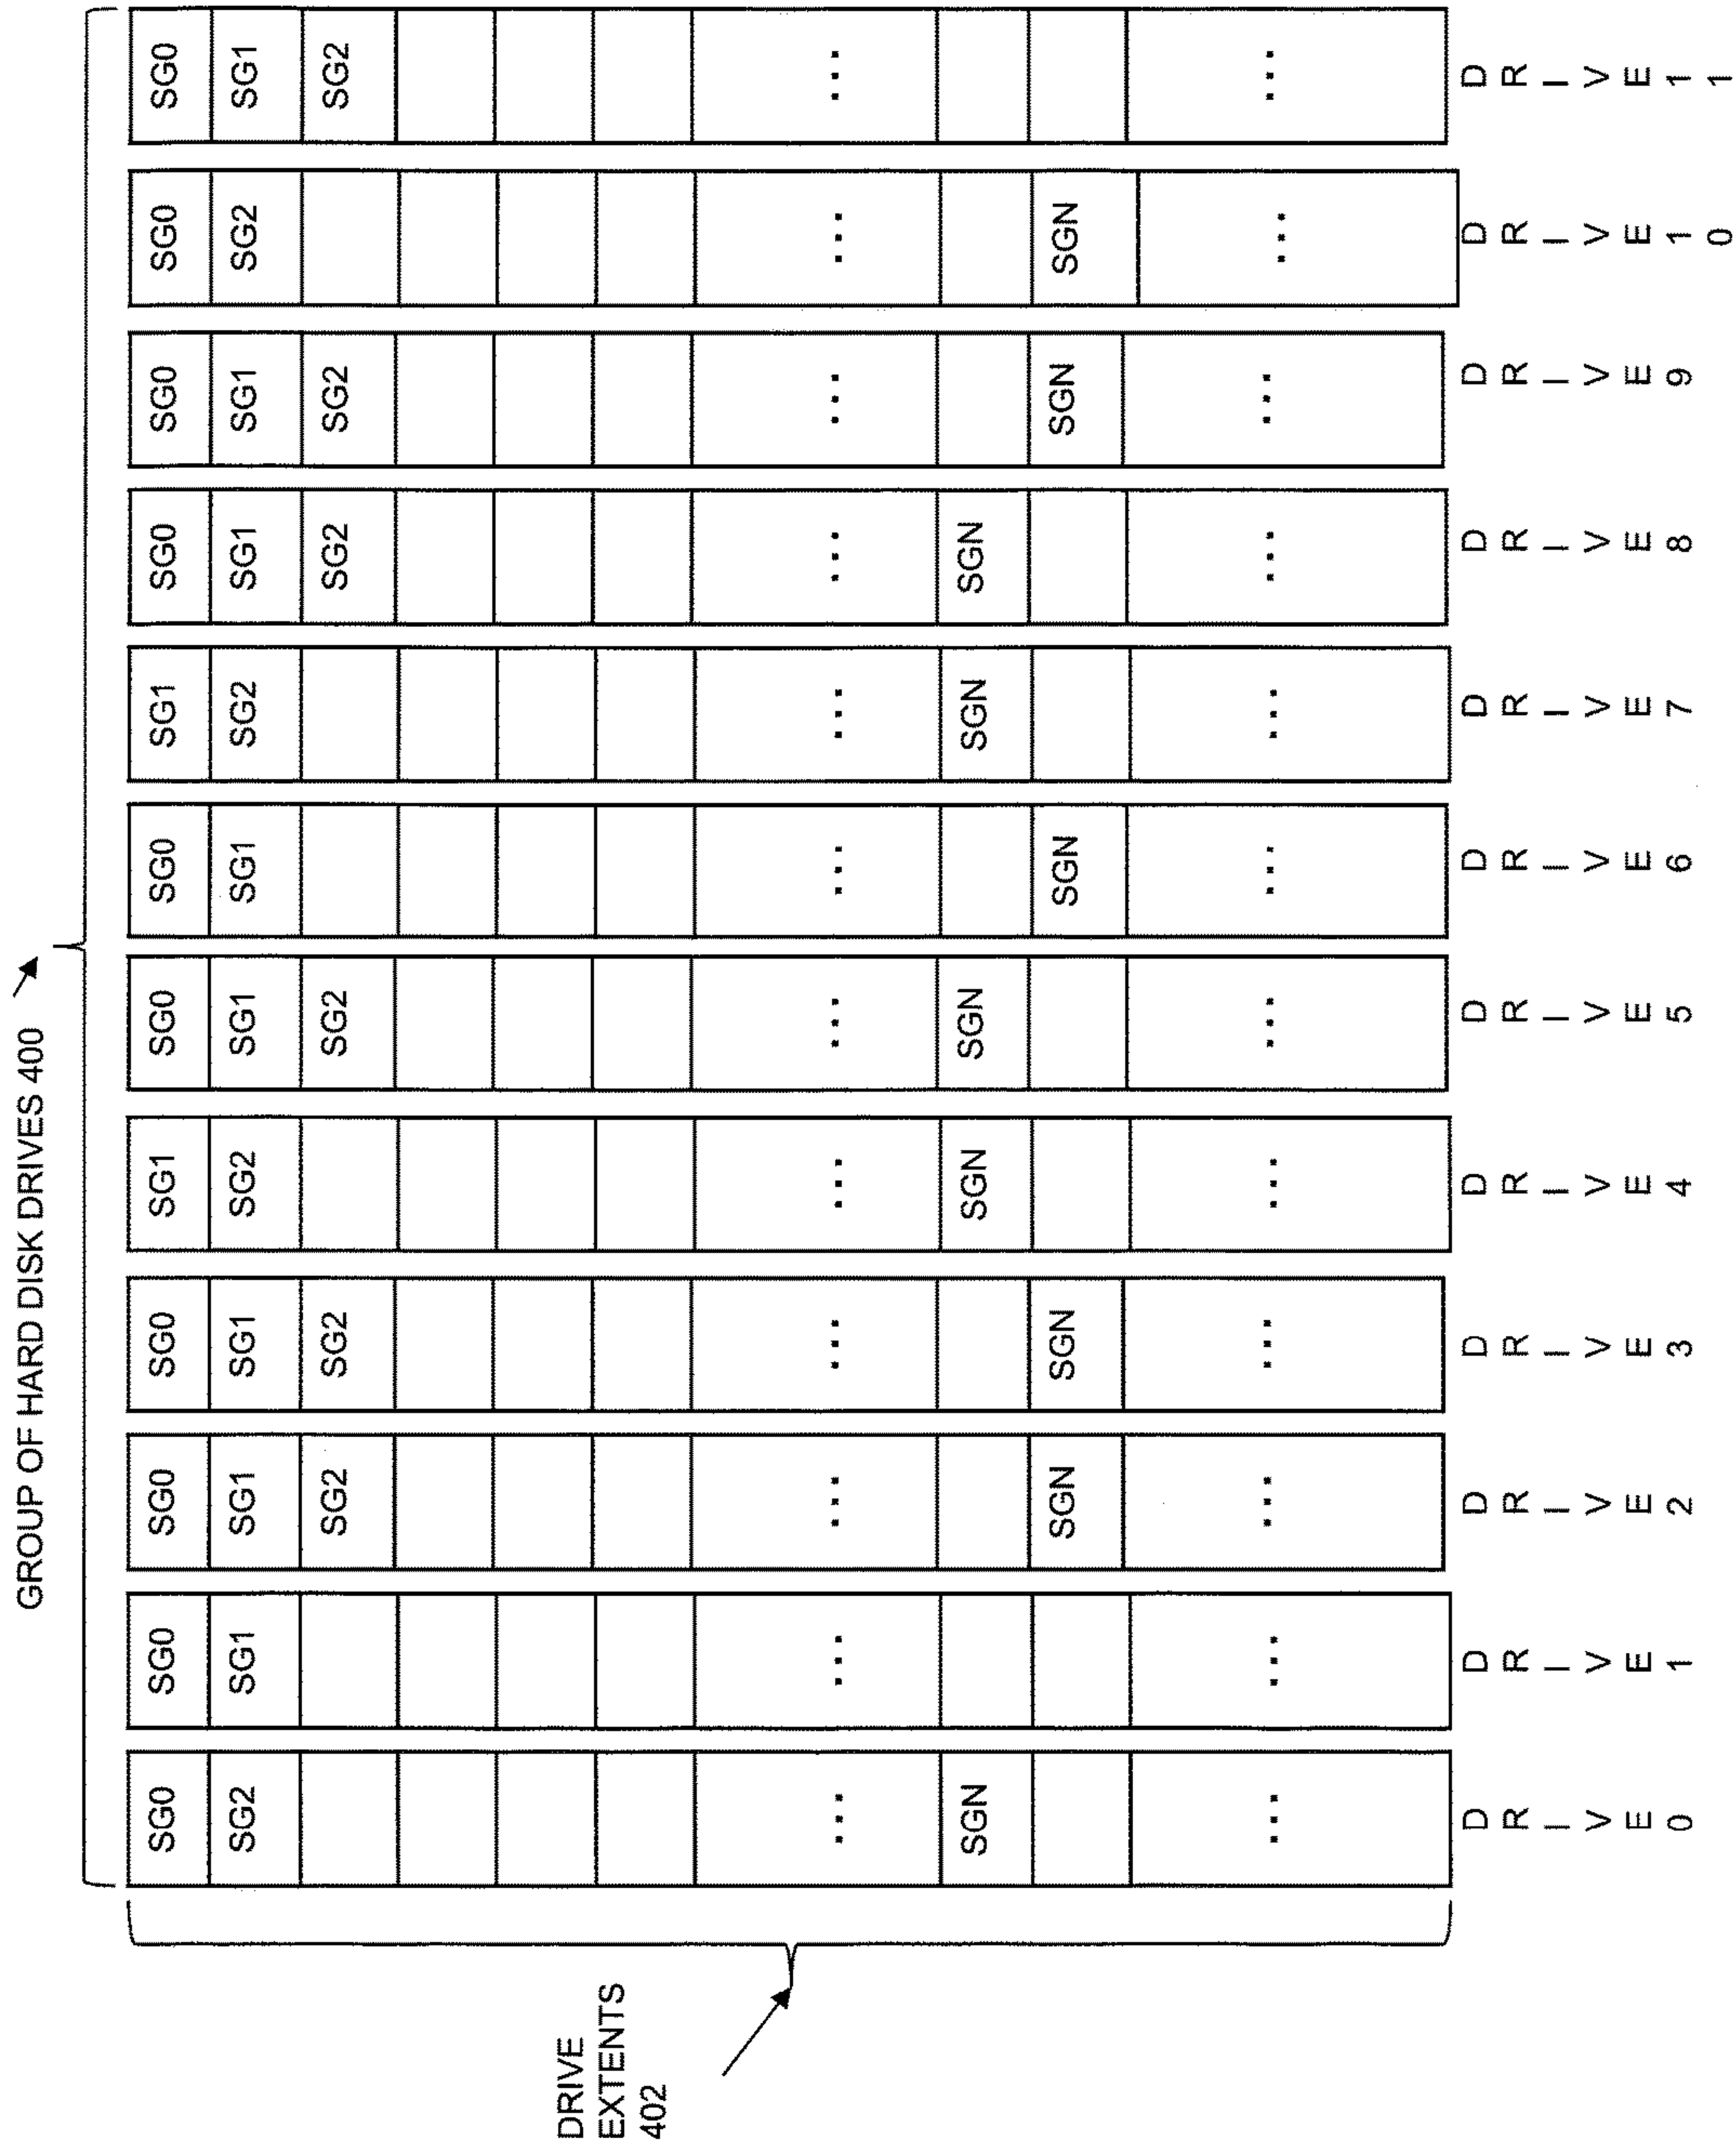 GROUP OF HARD DISK DRIVES 400
SG0 SG0 SG0 SG0 SG1 SG0 SG0 SG1 SG0 SG0 SG0 SG0
SG2 SG1 SG1 SG1 SG2 SG1 SG1 SG2 SG1 SG1 SG2 SG1
SG2 SG2 SG2 SG2 SG2 SG2
DRIVE
EXTENTS
402
... ... ... ... ... ... ... ... ... ... ... ...
SGN SGN SGN SGN SGN
SGN SGN SGN SGN SGN
... ... ... ... ... ... ... ... ... ... ... ...
DRIVE 0
DRIVE 1
DRIVE 2
DRIVE 3
DRIVE 4
DRIVE 5
DRIVE 6
DRIVE 7
DRIVE 8
DRIVE 9
DRIVE 10
DRIVE 11